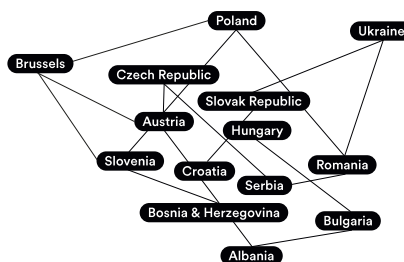 Poland
Ukraine
Brussels
Czech Republic
Slovak Republic
Austria
Hungary
Slovenia
Romania
Croatia
Serbia
Bosnia & Herzegovina
Bulgaria
Albania